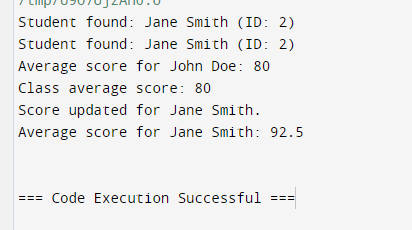 Student found: Jane Smith (ID: 2)
Student found: Jane Smith (ID: 2)
Average score for John Doe: 80
Class average score: 80
Score updated for Jane Smith.
Average score for Jane Smith: 92.5
=== Code Execution Successful ===